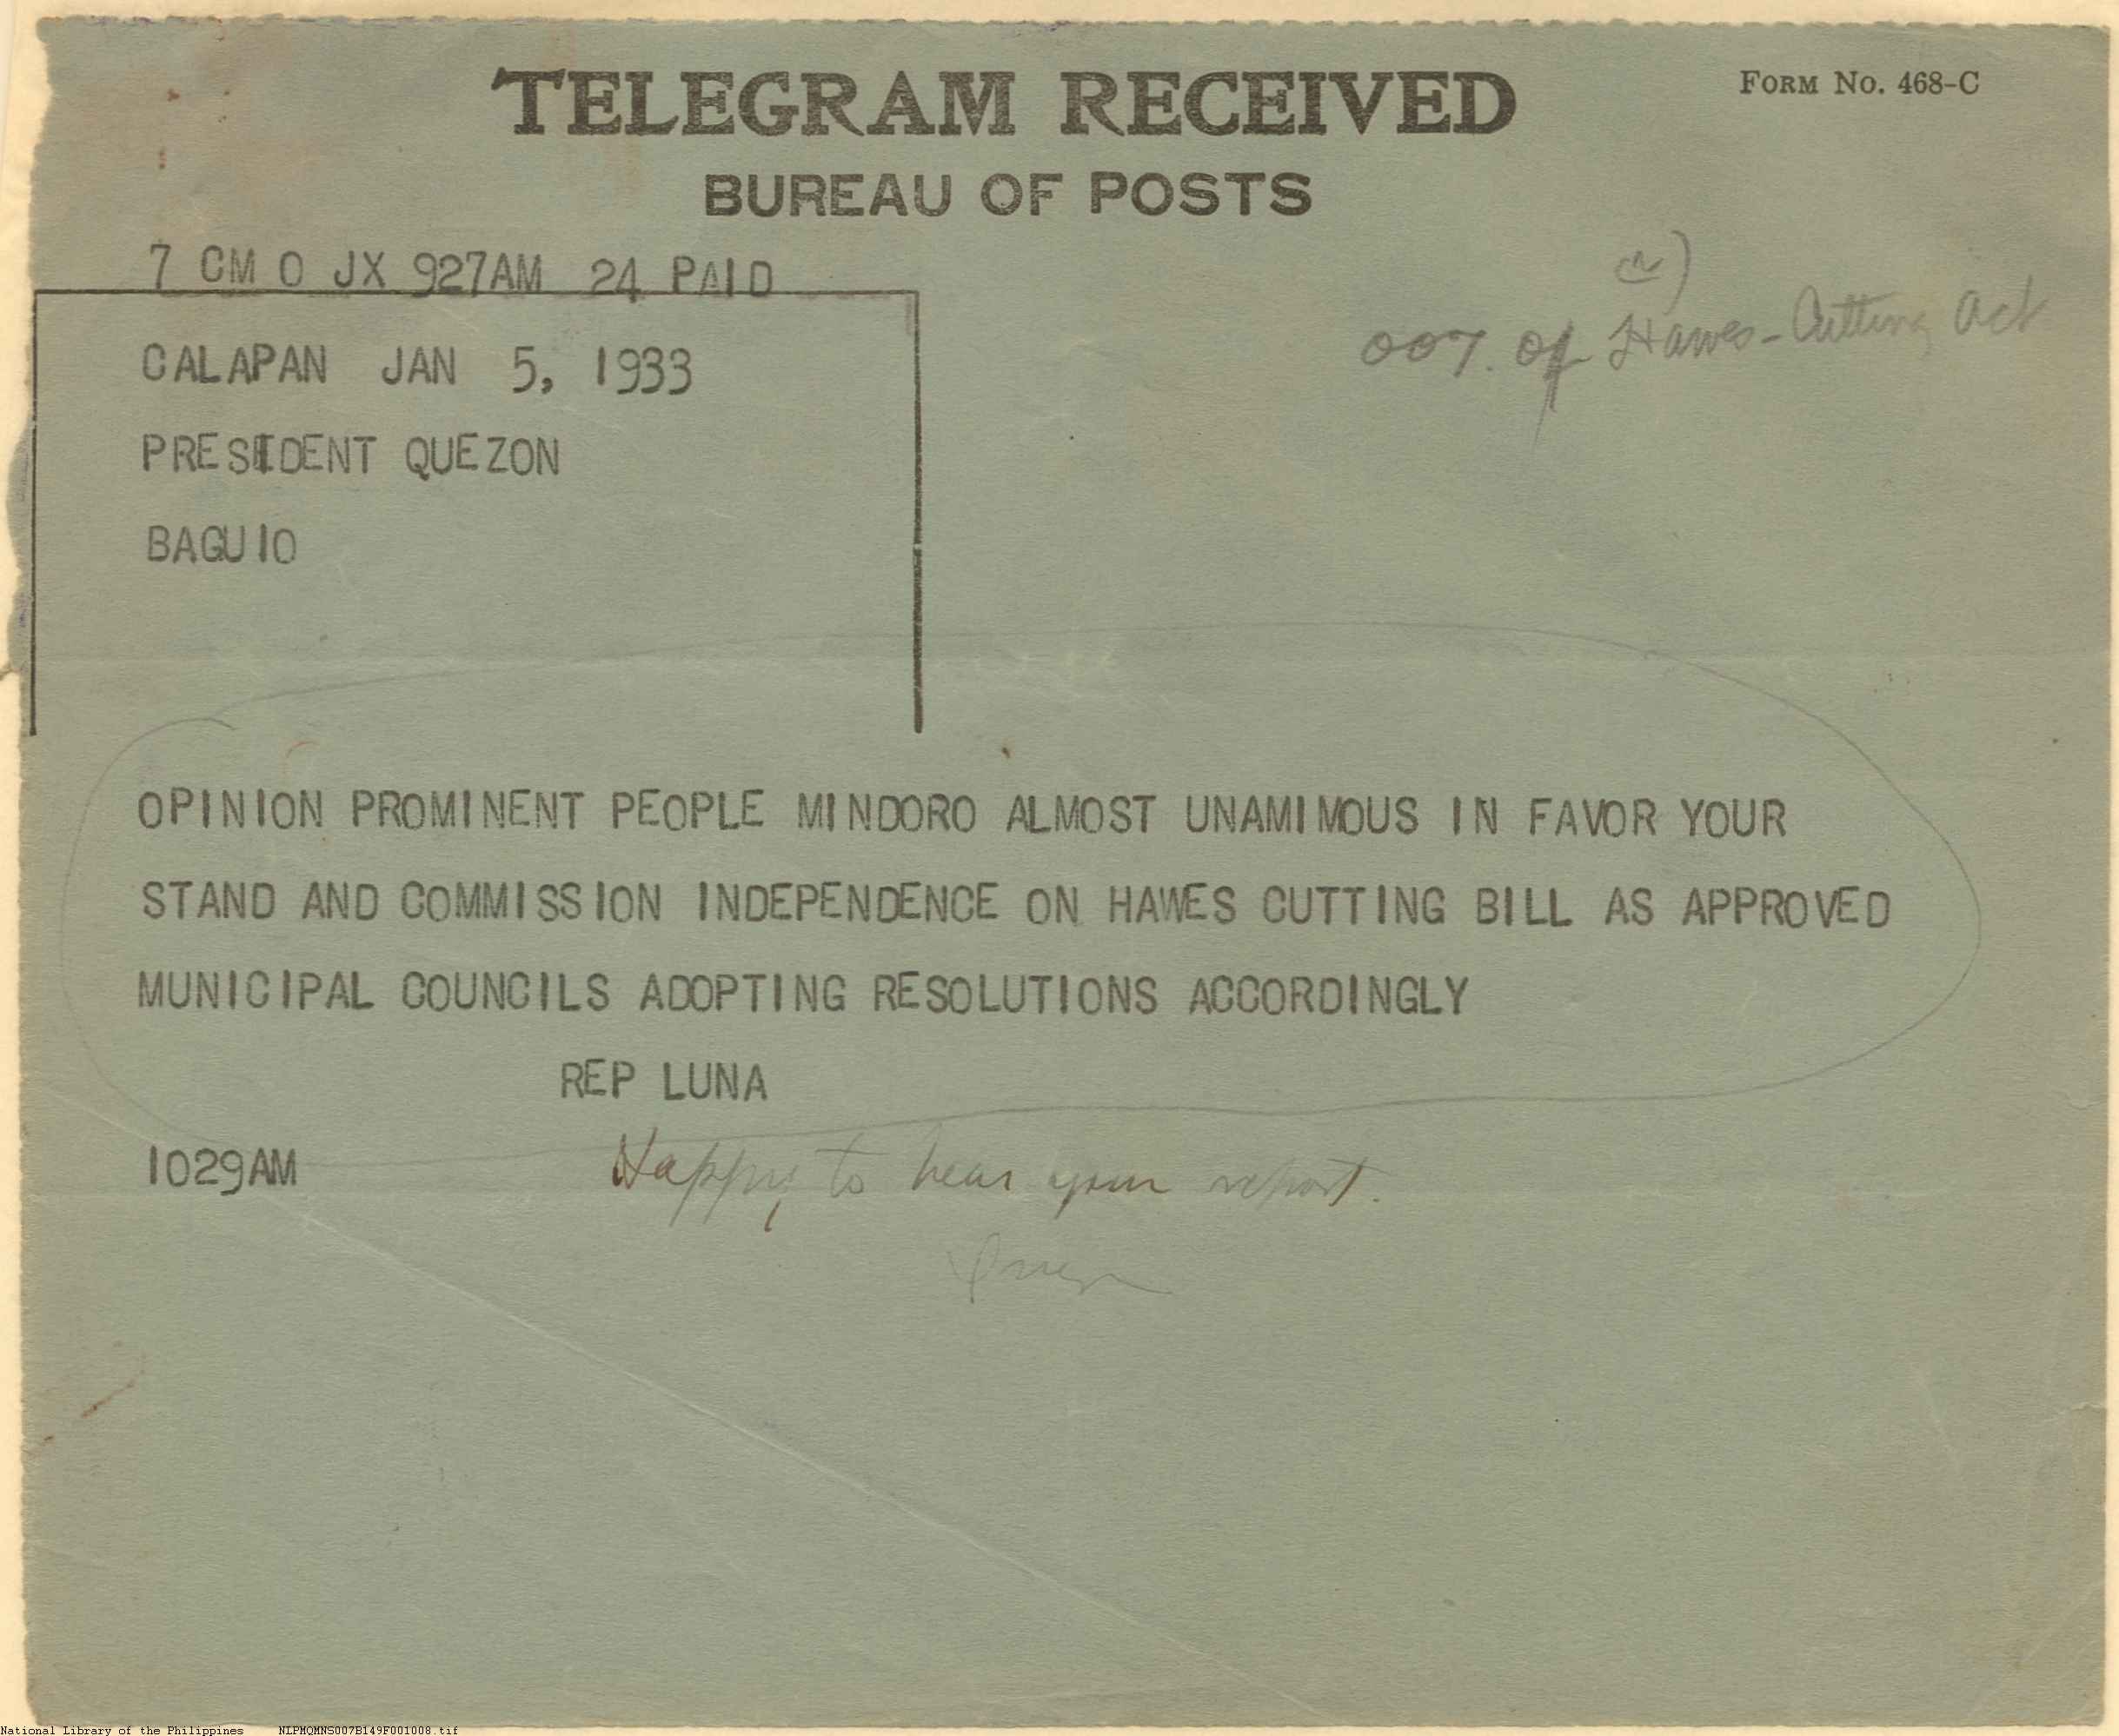 TELEGRAM RECEIVED
FORM NO. 468-C
BUREAU OF POSTS
7 CM O JX 927AM 24 PAID
CALAPAN JAN 5, 1933
PRESIDENT QUEZON
BAGUIO
007. of Hawes-Cutting Act
OPINION PROMINENT PEOPLE MINDORO ALMOST UNAMIMOUS IN FAVOR YOUR
STAND AND COMMISSION INDEPENDENCE ON HAWES CUTTING BILL AS APPROVED
MUNICIPAL COUNCILS ADOPTING RESOLUTIONS ACCORDINGLY
REP LUNA
1029AM
Happy to hear your report.
Quezon
National Library of the Philippines NLPMQMNS007B149F001008.tif